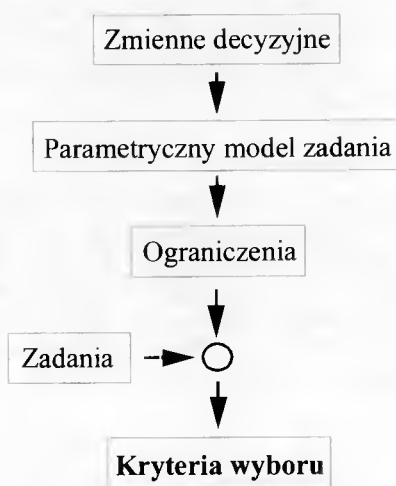 Zmienne decyzyjne
Parametryczny model zadania
Ograniczenia
Zadania
Kryteria wyboru